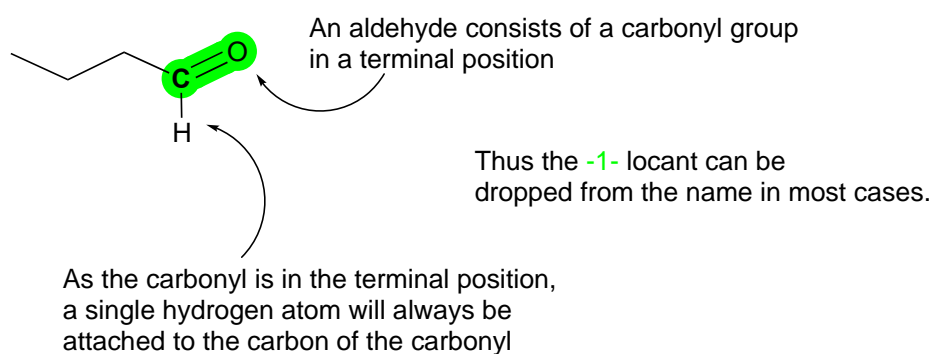 An aldehyde consists of a carbonyl group
in a terminal position
O
C
H
Thus the -1- locant can be
dropped from the name in most cases.
As the carbonyl is in the terminal position,
a single hydrogen atom will always be
attached to the carbon of the carbonyl